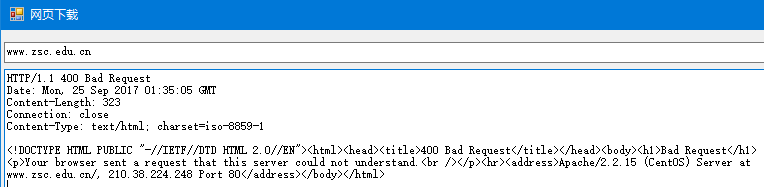 网页下载
www.zsc.edu.cn
HTTP/1.1 400 Bad Request
Date: Mon, 25 Sep 2017 01:35:05 GMT
Content-Length: 323
Connection: close
Content-Type: text/html; charset=iso-8859-1
<!DOCTYPE HTML PUBLIC "-//IETF//DTD HTML 2.0//EN"><html><head><title>400 Bad Request</title></head><body><h1>Bad Request</h1>
<p>Your browser sent a request that this server could not understand.<br /></p><hr><address>Apache/2.2.15 (CentOS) Server at
www.zsc.edu.cn/, 210.38.224.248 Port 80</address></body></html>